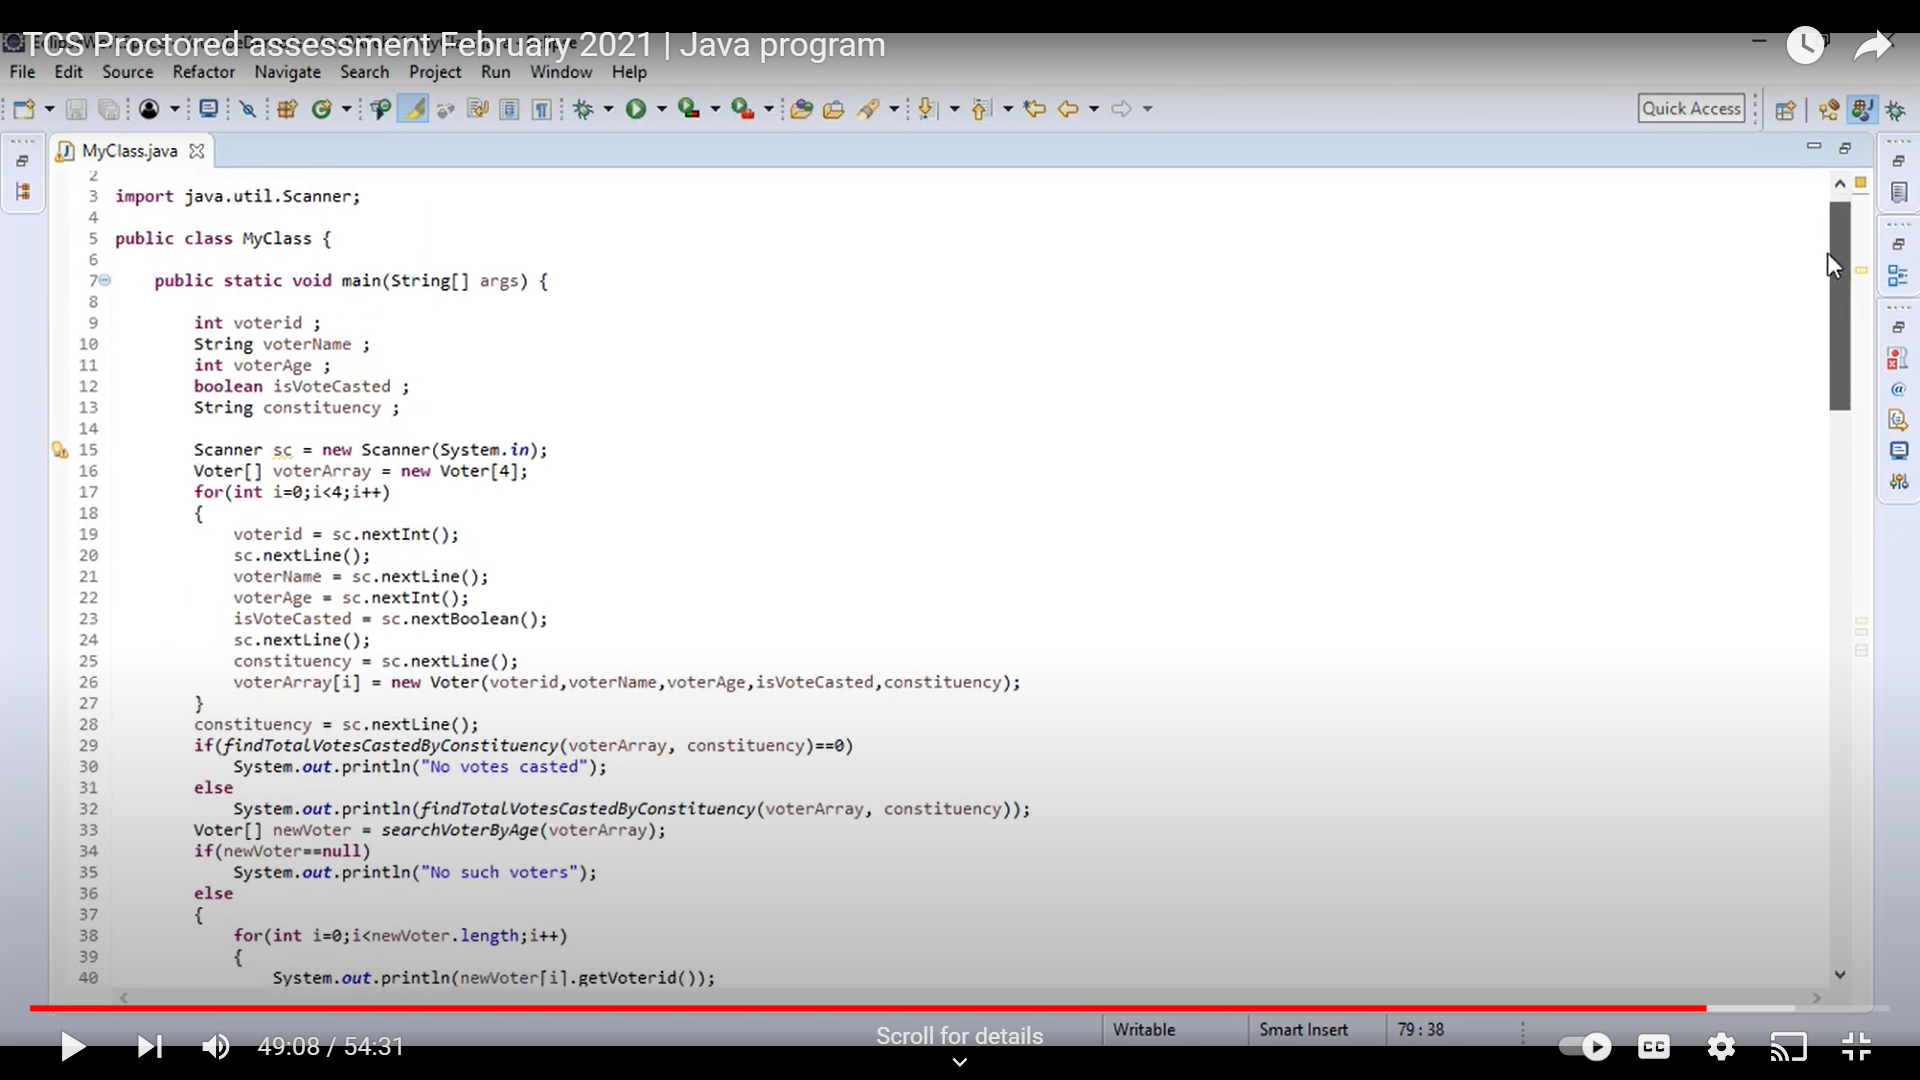 TCS Proctored assessment February 2021 | Java program
File Edit Source Refactor Navigate Search Project Run Window Help
Quick Access
MyClass.java
2
3 import java.util.Scanner;
4
5 public class MyClass {
6
7 public static void main(String[] args) {
8
9 int voterid ;
10 String voterName ;
11 int voterAge ;
12 boolean isVoteCasted ;
13 String constituency ;
14
15 Scanner sc = new Scanner(System.in);
16 Voter[] voterArray = new Voter[4];
17 for(int i=0;i<4;i++)
18 {
19 voterid = sc.nextInt();
20 sc.nextLine();
21 voterName = sc.nextLine();
22 voterAge = sc.nextInt();
23 isVoteCasted = sc.nextBoolean();
24 sc.nextLine();
25 constituency = sc.nextLine();
26 voterArray[i] = new Voter(voterid,voterName,voterAge,isVoteCasted,constituency);
27 }
28 constituency = sc.nextLine();
29 if(findTotalVotesCastedByConstituency(voterArray, constituency)==0)
30 System.out.println("No votes casted");
31 else
32 System.out.println(findTotalVotesCastedByConstituency(voterArray, constituency));
33 Voter[] newVoter = searchVoterByAge(voterArray);
34 if(newVoter==null)
35 System.out.println("No such voters");
36 else
37 {
38 for(int i=0;i<newVoter.length;i++)
39 {
40 System.out.println(newVoter[i].getVoterid());
Writable Smart Insert 79 : 38
49:08 / 54:31
Scroll for details
CC